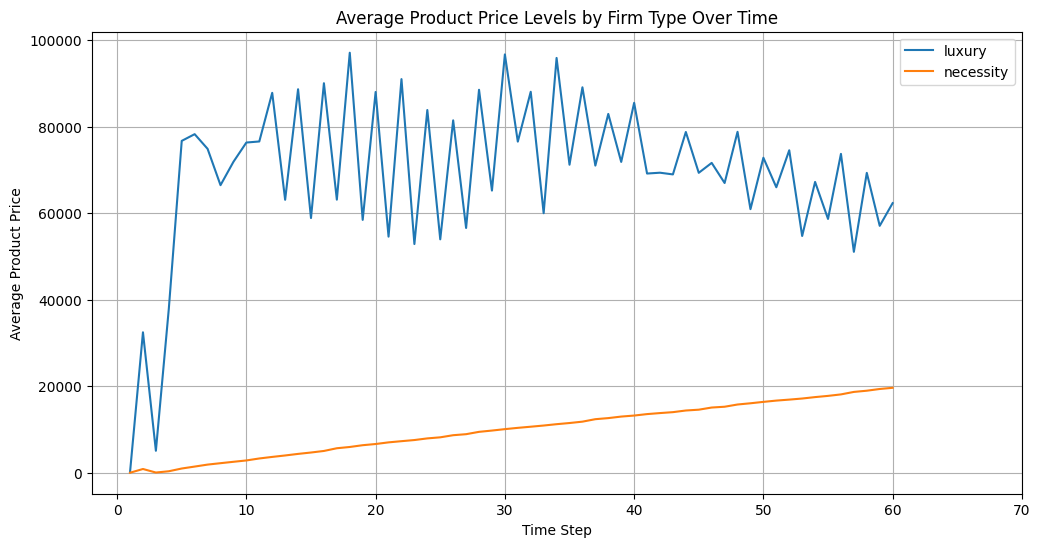 Average Product Price Levels by Firm Type Over Time
luxury
necessity
Average Product Price
100000
80000
60000
40000
20000
0
0 10 20 30 40 50 60 70
Time Step